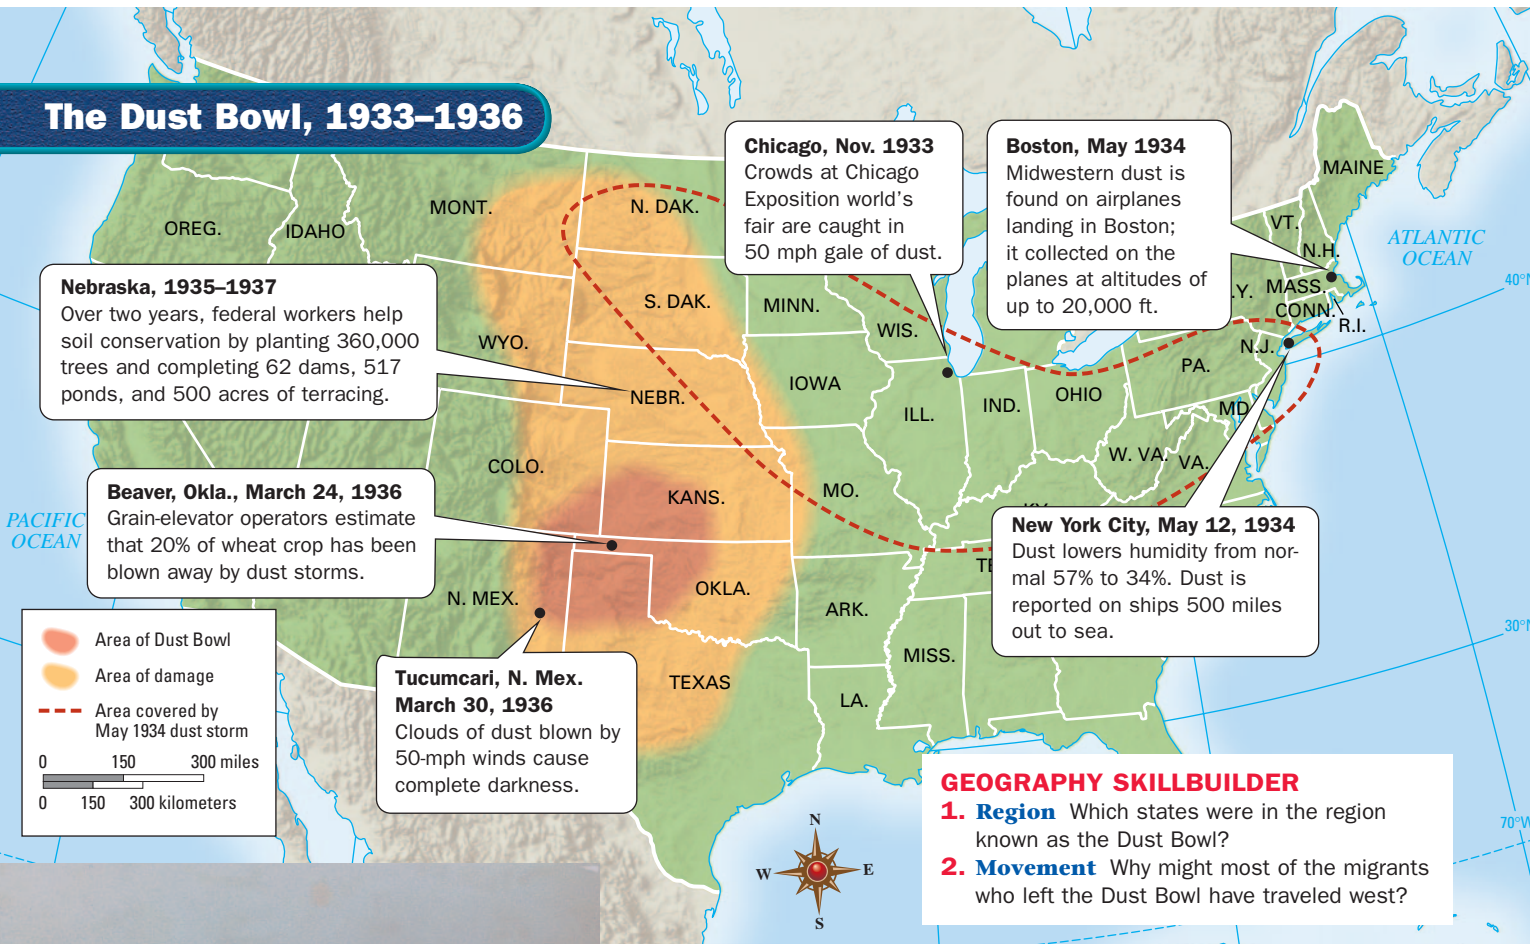 The Dust Bowl, 1933–1936
Chicago, Nov. 1933
Crowds at Chicago
Exposition world's
fair are caught in
50 mph gale of dust.
Boston, May 1934
Midwestern dust is
found on airplanes
landing in Boston;
it collected on the
planes at altitudes of
up to 20,000 ft.
Nebraska, 1935–1937
Over two years, federal workers help
soil conservation by planting 360,000
trees and completing 62 dams, 517
ponds, and 500 acres of terracing.
Beaver, Okla., March 24, 1936
Grain-elevator operators estimate
that 20% of wheat crop has been
blown away by dust storms.
Tucumcari, N. Mex.
March 30, 1936
Clouds of dust blown by
50-mph winds cause
complete darkness.
New York City, May 12, 1934
Dust lowers humidity from nor-
mal 57% to 34%. Dust is
reported on ships 500 miles
out to sea.
OREG.
IDAHO
MONT.
N. DAK.
S. DAK.
WYO.
NEBR.
COLO.
KANS.
N. MEX.
OKLA.
TEXAS
MINN.
WIS.
IOWA
ILL.
IND.
OHIO
MO.
ARK.
MISS.
LA.
W. VA.
VA.
MD.
PA.
N.J.
.Y.
CONN.
R.I.
MASS.
N.H.
VT.
MAINE
ATLANTIC
OCEAN
PACIFIC
OCEAN
40°N
30°N
70°W
Area of Dust Bowl
Area of damage
Area covered by
May 1934 dust storm
0 150 300 miles
0 150 300 kilometers
N
W E
S
GEOGRAPHY SKILLBUILDER
1. Region Which states were in the region
known as the Dust Bowl?
2. Movement Why might most of the migrants
who left the Dust Bowl have traveled west?